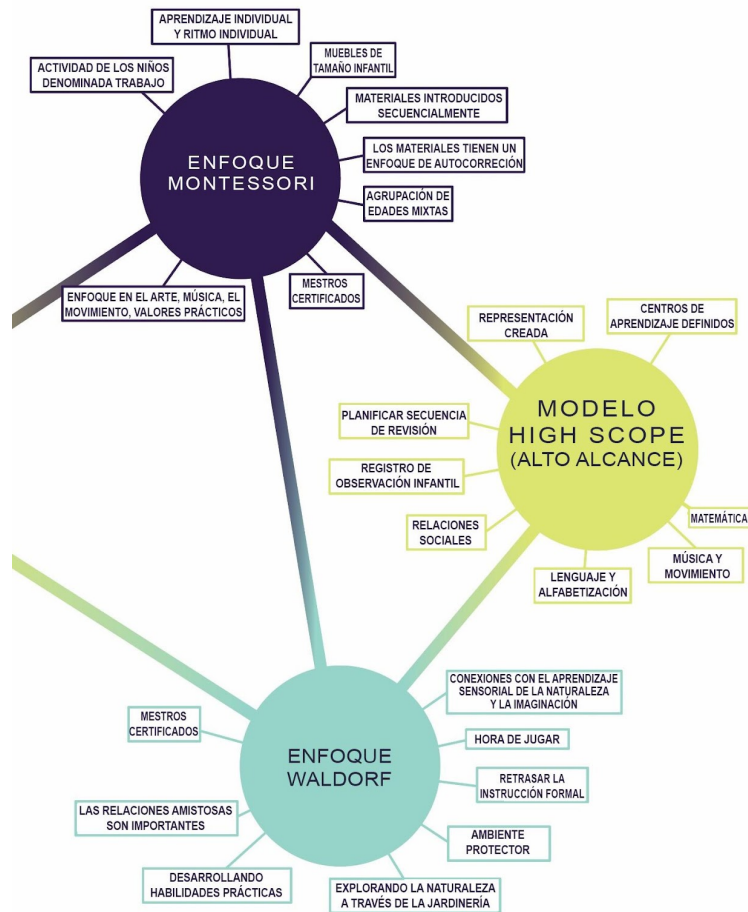 APRENDIZAJE INDIVIDUAL
Y RITMO INDIVIDUAL
MUEBLES DE
TAMAÑO INFANTIL
ACTIVIDAD DE LOS NIÑOS
DENOMINADA TRABAJO
MATERIALES INTRODUCIDOS
SECUENCIALMENTE
ENFOQUE
MONTESSORI
LOS MATERIALES TIENEN UN
ENFOQUE DE AUTOCORRECIÓN
AGRUPACIÓN DE
EDADES MIXTAS
MESTROS
CERTIFICADOS
ENFOQUE EN EL ARTE, MÚSICA, EL
MOVIMIENTO, VALORES PRÁCTICOS
REPRESENTACIÓN
CREADA
CENTROS DE
APRENDIZAJE DEFINIDOS
MODELO
HIGH SCOPE
(ALTO ALCANCE)
PLANIFICAR SECUENCIA
DE REVISIÓN
REGISTRO DE
OBSERVACIÓN INFANTIL
RELACIONES
SOCIALES
MATEMÁTICA
MÚSICA Y
MOVIMIENTO
LENGUAJE Y
ALFABETIZACIÓN
CONEXIONES CON EL APRENDIZAJE
SENSORIAL DE LA NATURALEZA
Y LA IMAGINACIÓN
MESTROS
CERTIFICADOS
HORA DE JUGAR
ENFOQUE
WALDORF
RETRASAR LA
INSTRUCCIÓN FORMAL
LAS RELACIONES AMISTOSAS
SON IMPORTANTES
AMBIENTE
PROTECTOR
DESARROLLANDO
HABILIDADES PRÁCTICAS
EXPLORANDO LA NATURALEZA
A TRAVÉS DE LA JARDINERÍA